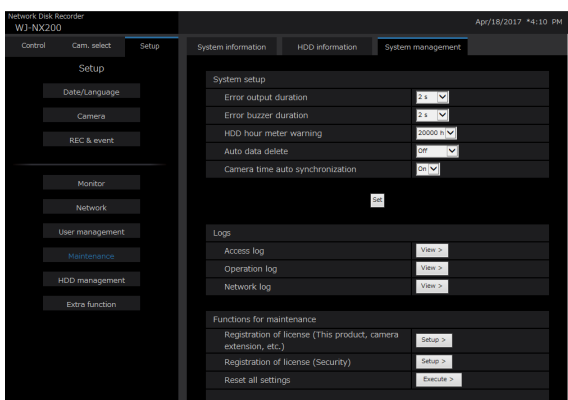 Network Disk Recorder
WJ-NX200
Apr/18/2017 *4:10 PM
Control Cam. select Setup
System information HDD information System management
Setup
Date/Language
Camera
REC & event
Monitor
Network
User management
Maintenance
HDD management
Extra function
System setup
Error output duration 2 s
Error buzzer duration 2 s
HDD hour meter warning 20000 h
Auto data delete Off
Camera time auto synchronization On
Set
Logs
Access log View >
Operation log View >
Network log View >
Functions for maintenance
Registration of license (This product, camera
extension, etc.) Setup >
Registration of license (Security) Setup >
Reset all settings Execute >